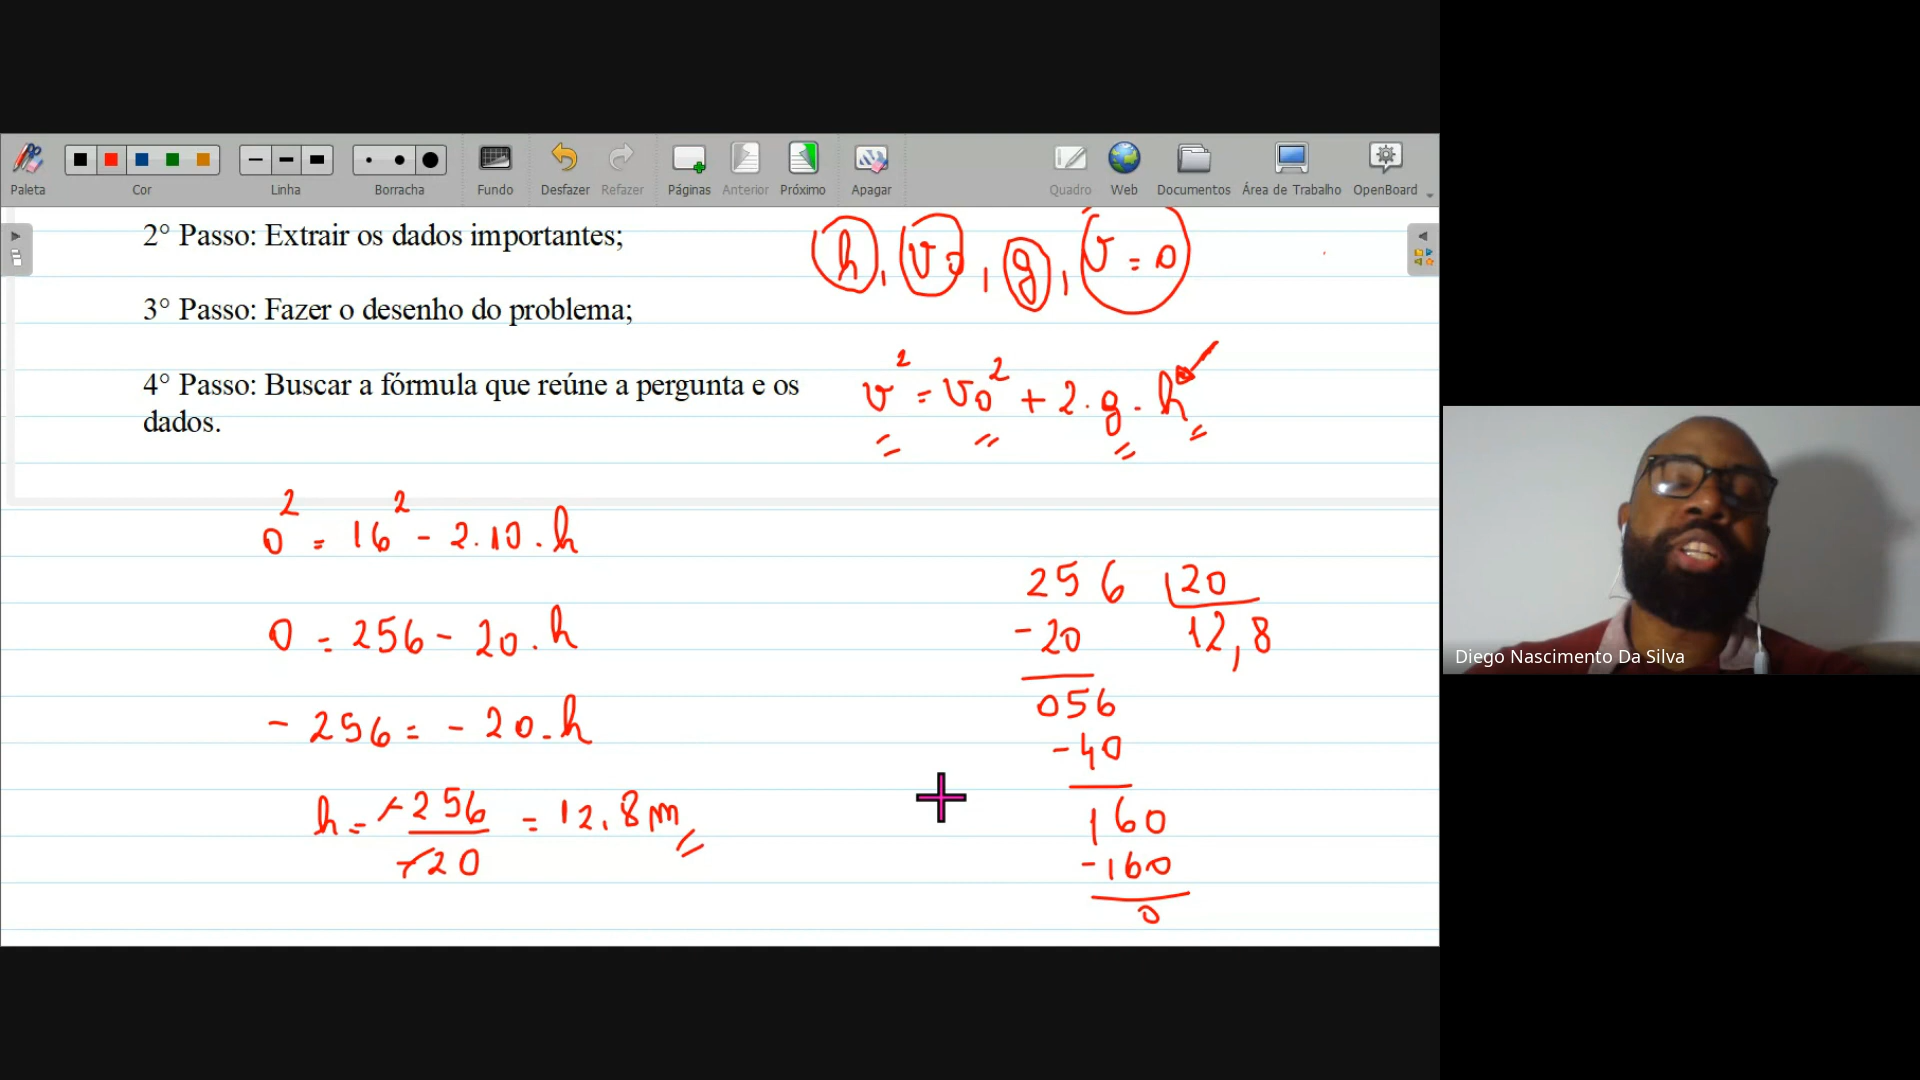 Paleta Cor Linha Borracha Fundo Desfazer Refazer Páginas Anterior Próximo Apagar Quadro Web Documentos Área de Trabalho OpenBoard
2° Passo: Extrair os dados importantes;
h, v0, g, v = 0
3° Passo: Fazer o desenho do problema;
4° Passo: Buscar a fórmula que reúne a pergunta e os
dados.
v² = v0² + 2.g.h
0² = 16² - 2.10.h
0 = 256 - 20.h
- 256 = - 20.h
h = -256/-20 = 12,8m
256 |20
- 20 12,8
056
- 40
160
- 160
0
Diego Nascimento Da Silva